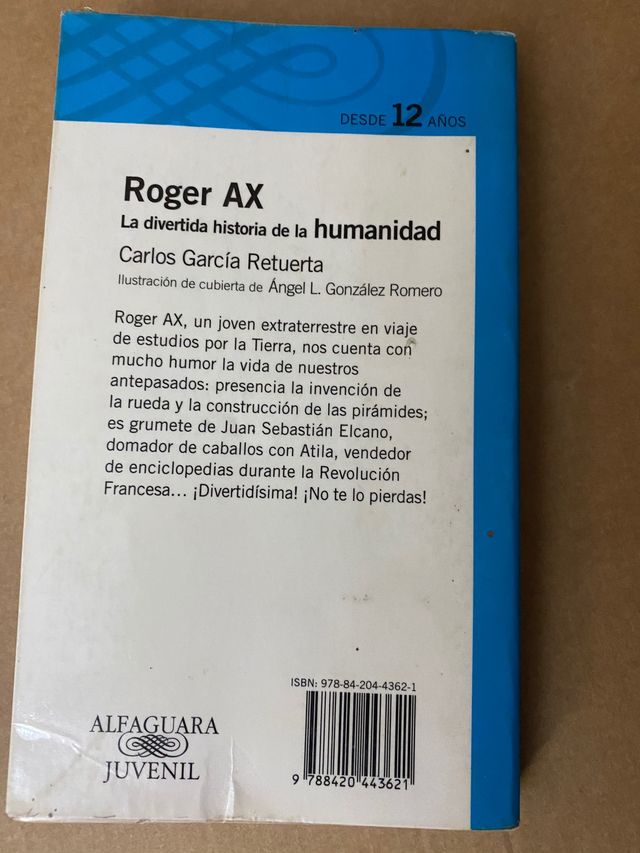 DESDE 12 AÑOS
Roger AX
La divertida historia de la humanidad
Carlos García Retuerta
Ilustración de cubierta de Ángel L. González Romero
Roger AX, un joven extraterrestre en viaje
de estudios por la Tierra, nos cuenta con
mucho humor la vida de nuestros
antepasados: presencia la invención de
la rueda y la construcción de las pirámides;
es grumete de Juan Sebastián Elcano,
domador de caballos con Atila, vendedor
de enciclopedias durante la Revolución
Francesa... ¡Divertidísima! ¡No te lo pierdas!
ISBN: 978-84-204-4362-1
ALFAGUARA
JUVENIL
9 788420 443621